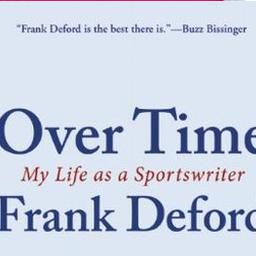 “Frank Deford is the best there is.”—Buzz Bissinger
Over Time
My Life as a Sportswriter
Frank Deford